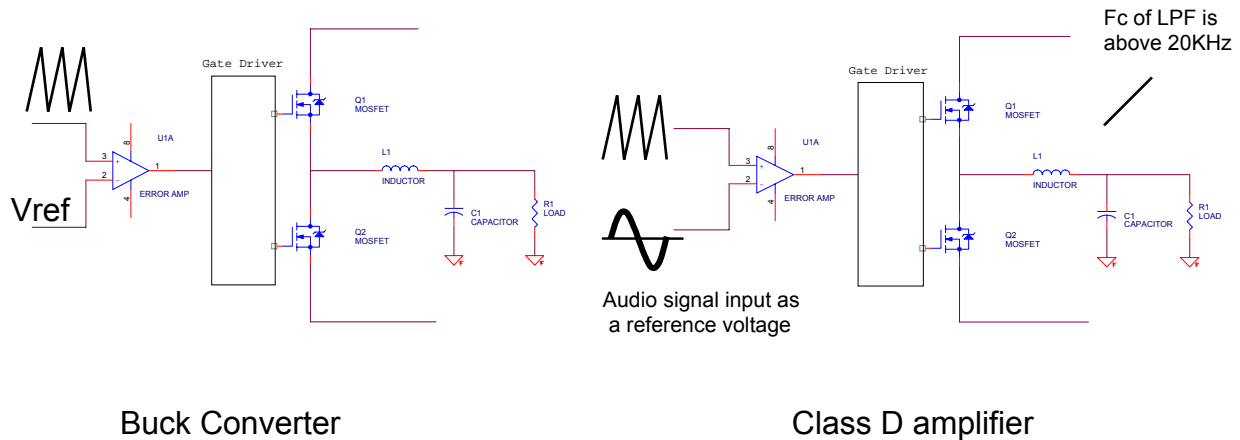 Fc of LPF is
above 20KHz
Gate Driver
Q1
MOSFET
U1A
8
3
+
2
-
1
4
ERROR AMP
Vref
L1
INDUCTOR
C1
CAPACITOR
R1
LOAD
Q2
MOSFET
Gate Driver
Q1
MOSFET
U1A
8
3
+
2
-
1
4
ERROR AMP
L1
INDUCTOR
C1
CAPACITOR
R1
LOAD
Q2
MOSFET
Audio signal input as
a reference voltage
Buck Converter
Class D amplifier